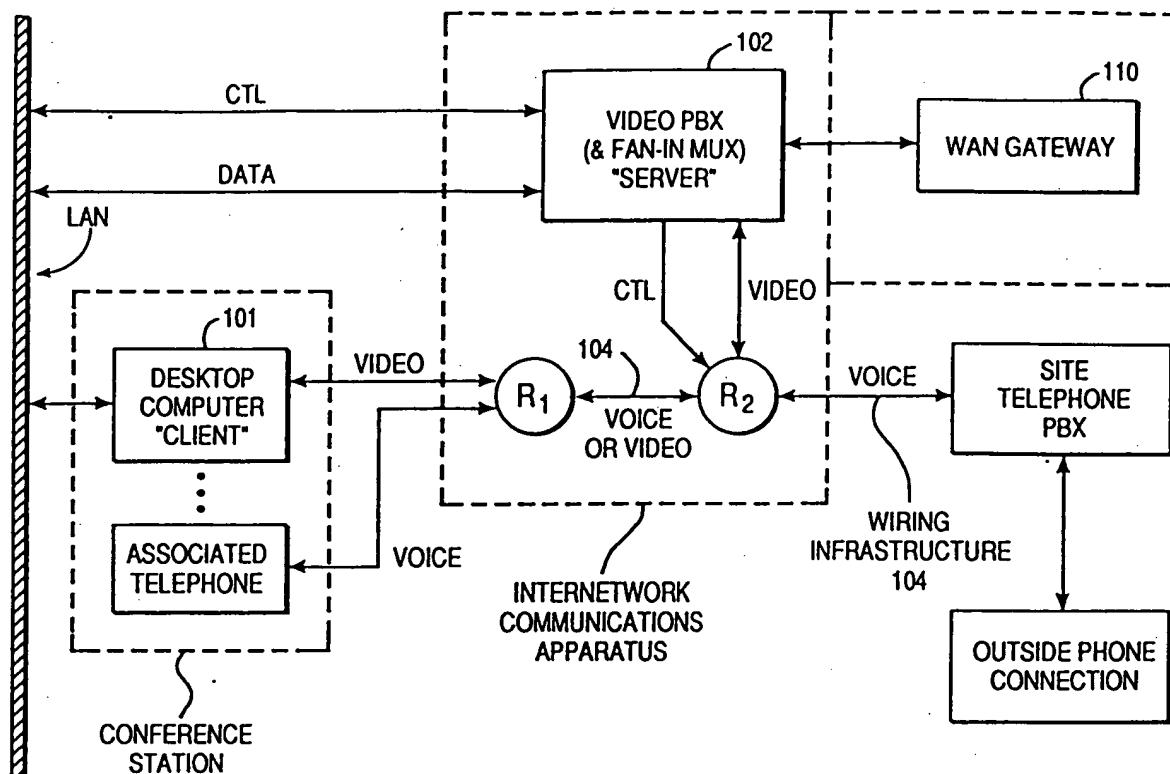 102
110
CTL
VIDEO PBX
(& FAN-IN MUX)
"SERVER"
WAN GATEWAY
DATA
LAN
CTL
VIDEO
101
DESKTOP
COMPUTER
"CLIENT"
VIDEO
R1
104
VOICE
OR VIDEO
R2
VOICE
SITE
TELEPHONE
PBX
ASSOCIATED
TELEPHONE
VOICE
WIRING
INFRASTRUCTURE
104
INTERNETWORK
COMMUNICATIONS
APPARATUS
OUTSIDE PHONE
CONNECTION
CONFERENCE
STATION